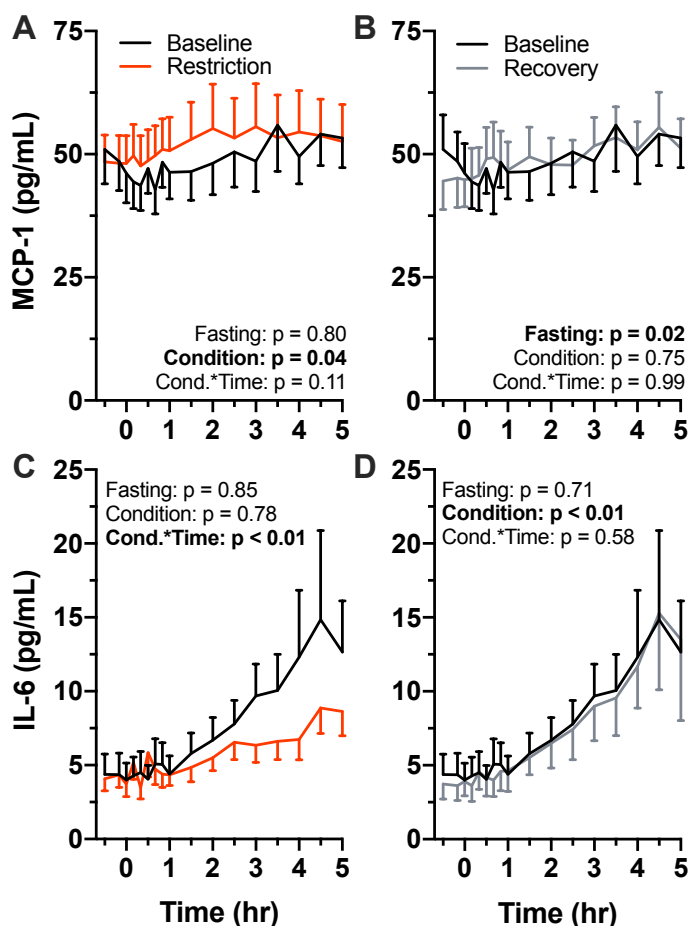 A
Baseline
Restriction
75
50
25
0
MCP-1 (pg/mL)
Fasting: p = 0.80
Condition: p = 0.04
Cond.*Time: p = 0.11
0 1 2 3 4 5
B
Baseline
Recovery
75
50
25
0
Fasting: p = 0.02
Condition: p = 0.75
Cond.*Time: p = 0.99
0 1 2 3 4 5
C
Fasting: p = 0.85
Condition: p = 0.78
Cond.*Time: p < 0.01
25
20
15
10
5
0
IL-6 (pg/mL)
0 1 2 3 4 5
Time (hr)
D
Fasting: p = 0.71
Condition: p < 0.01
Cond.*Time: p = 0.58
25
20
15
10
5
0
0 1 2 3 4 5
Time (hr)